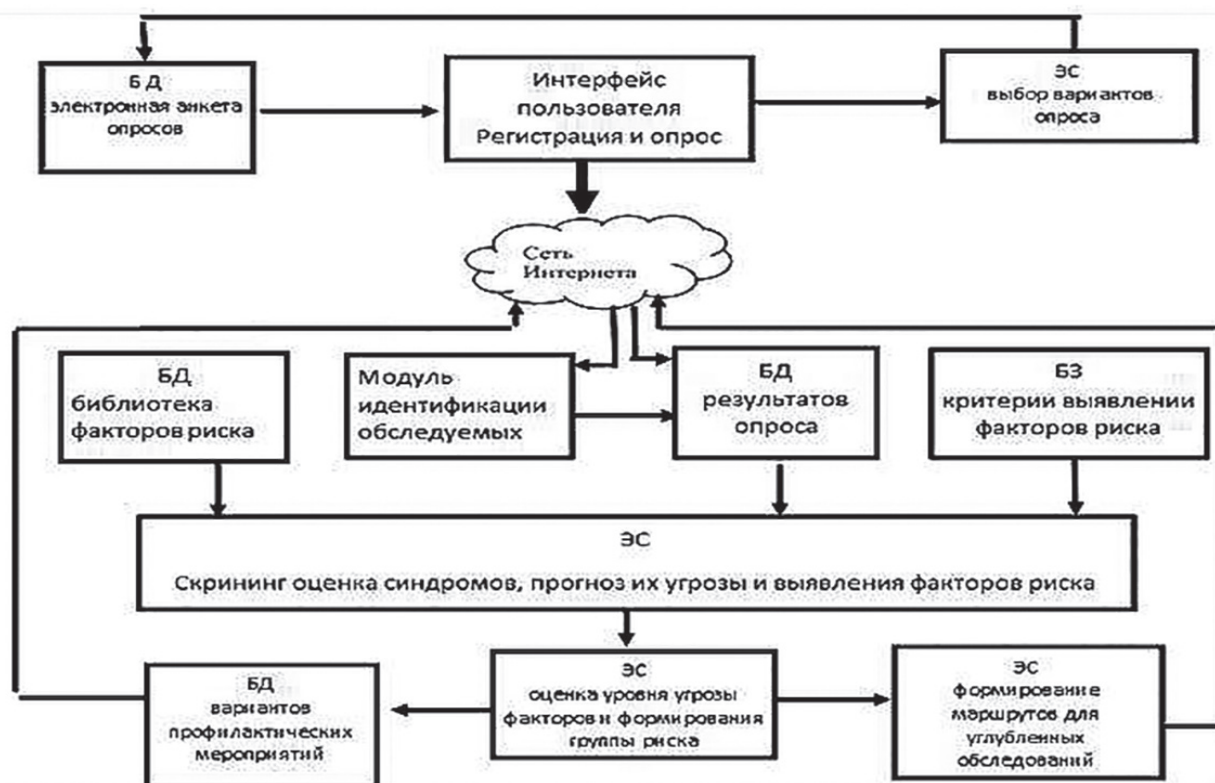 БД
электронная анкета
опросов
Интерфейс
пользователя
Регистрация и опрос
ЭС
выбор вариантов
опроса
Сеть
Интернета
БД
библиотека
факторов риска
Модуль
идентификации
обследуемых
БД
результатов
опроса
БЗ
критерии выявлении
факторов риска
ЭС
Скрининг оценка синдромов, прогноз их угрозы и выявления факторов риска
БД
вариантов
профилактических
мероприятий
ЭС
оценка уровня угрозы
факторов и формирования
группы риска
ЭС
формирование
маршрутов для
углубленных
обследований